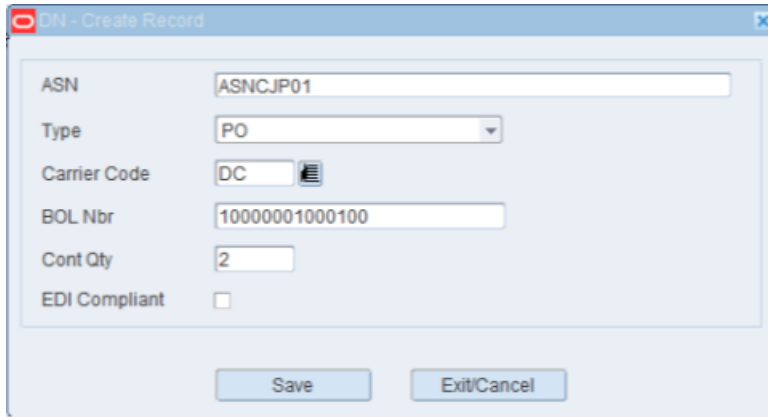 DN - Create Record
ASN ASNCJP01
Type PO
Carrier Code DC
BOL Nbr 10000001000100
Cont Qty 2
EDI Compliant
Save Exit/Cancel